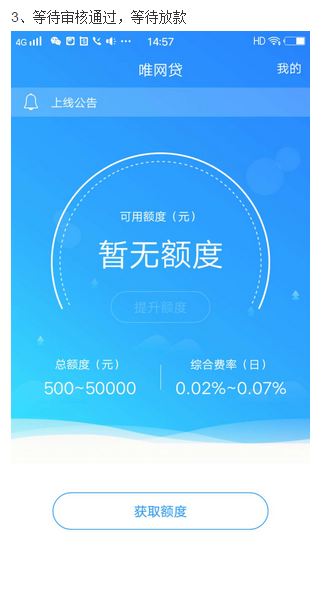 3、等待审核通过，等待放款
4G 14:57 HD
唯网贷 我的
上线公告
可用额度（元）
暂无额度
提升额度
总额度（元） 综合费率（日）
500~50000 0.02%~0.07%
获取额度